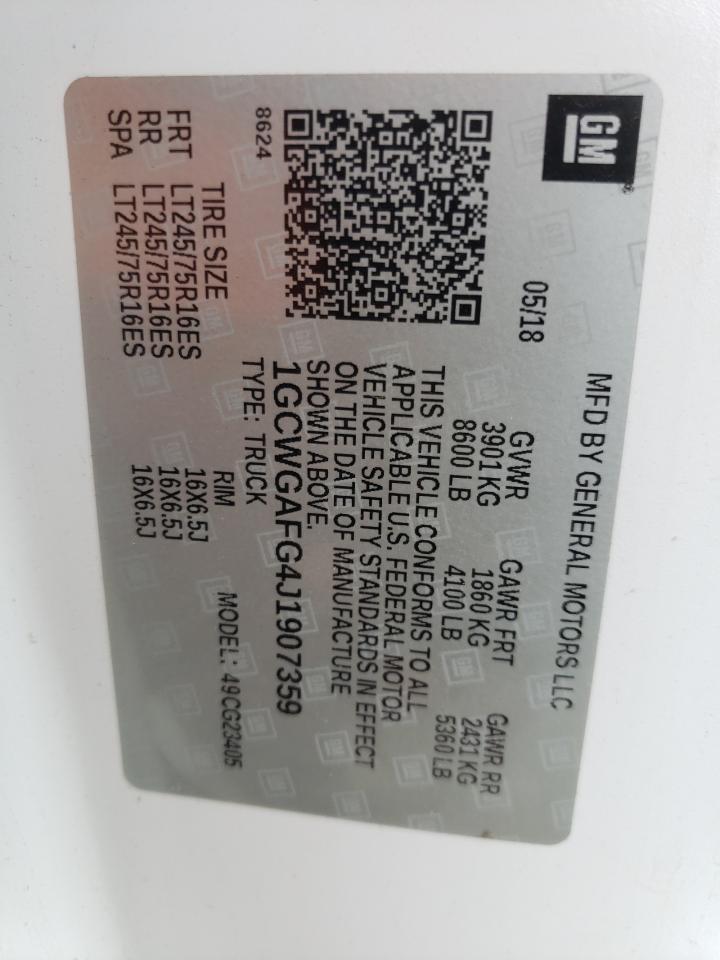 GM
MFD BY GENERAL MOTORS LLC
05/18
GVWR GAWR FRT GAWR RR
3901 KG 1860 KG 2431 KG
8600 LB 4100 LB 5360 LB
THIS VEHICLE CONFORMS TO ALL
APPLICABLE U.S. FEDERAL MOTOR
VEHICLE SAFETY STANDARDS IN EFFECT
ON THE DATE OF MANUFACTURE
SHOWN ABOVE.
1GCWGAFG4J1907359
8624
TYPE: TRUCK MODEL: 49CG23405
TIRE SIZE RIM
FRT LT245/75R16ES 16X6.5J
RR LT245/75R16ES 16X6.5J
SPA LT245/75R16ES 16X6.5J